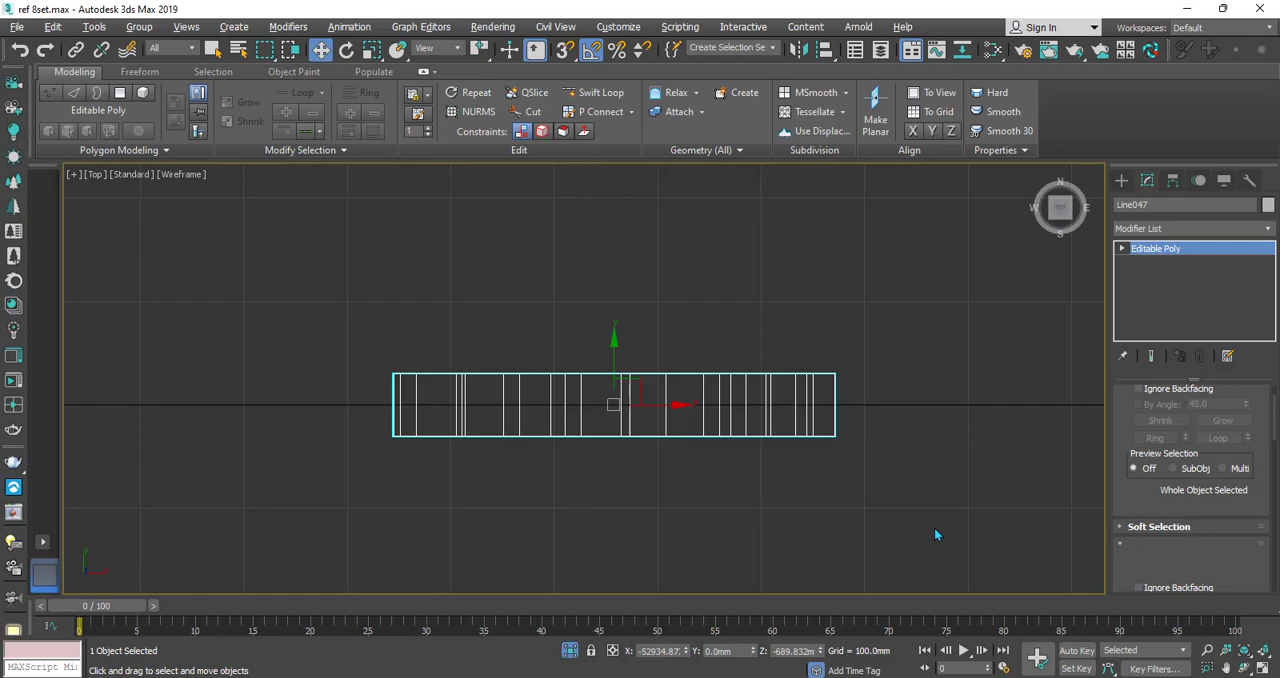 ref 8set.max - Autodesk 3ds Max 2019
File Edit Tools Group Views Create Modifiers Animation Graph Editors Rendering Civil View Customize Scripting Interactive Content Arnold Help
Sign In
Workspaces: Default
All
View
Create Selection Se
Modeling Freeform Selection Object Paint Populate
Editable Poly
Polygon Modeling
Grow
Shrink
Loop
Ring
Modify Selection
Repeat QSlice Swift Loop
NURMS Cut P Connect
1 Constraints:
Edit
Relax Create
Attach
Geometry (All)
MSmooth
Tessellate
Use Displac...
Subdivision
Make Planar
To View
To Grid
X Y Z
Align
Hard
Smooth
Smooth 30
Properties
[+] [Top] [Standard] [Wireframe]
N
W TOP E
S
y
x
Line047
Modifier List
Editable Poly
Ignore Backfacing
By Angle: 45.0
Shrink Grow
Ring Loop
Preview Selection
Off SubObj Multi
Whole Object Selected
Soft Selection
Ignore Backfacing
0 / 100
0 5 10 15 20 25 30 35 40 45 50 55 60 65 70 75 80 85 90 95 100
1 Object Selected
MAXScript Mi
Click and drag to select and move objects
X: -52934.87 Y: 0.0mm Z: -689.832m Grid = 100.0mm
Add Time Tag
0
Auto Key Selected
Set Key Key Filters...